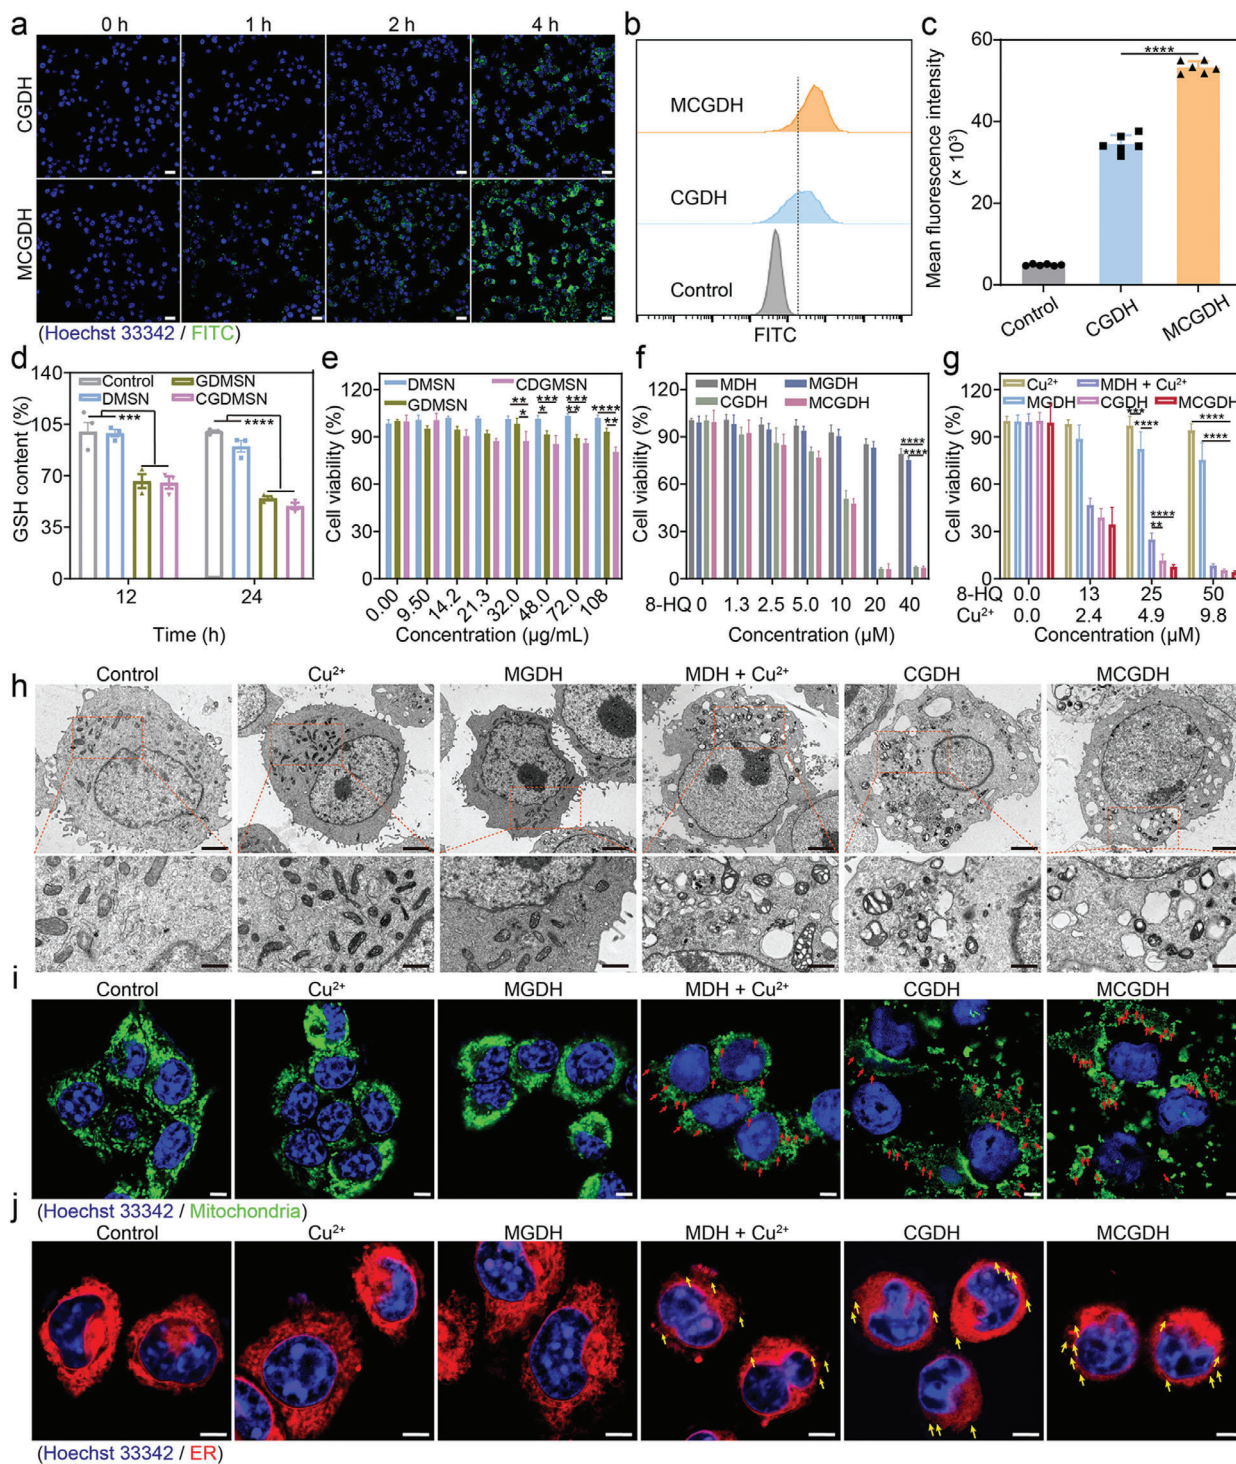 a
0 h
1 h
2 h
4 h
CGDH
MCGDH
(Hoechst 33342 / FITC)
b
MCGDH
CGDH
Control
FITC
c
Mean fluorescence intensity
(× 10³)
60
40
20
0
****
Control
CGDH
MCGDH
d
GSH content (%)
140
105
70
35
0
Control
DMSN
GDMSN
CGDMSN
***
****
12
24
Time (h)
e
Cell viability (%)
120
90
60
30
0
DMSN
GDMSN
CDGMSN
**
*
***
*
***
**
****
**
0.00
9.50
14.2
21.3
32.0
48.0
72.0
108
Concentration (µg/mL)
f
Cell viability (%)
120
90
60
30
0
MDH
CGDH
MGDH
MCGDH
****
****
8-HQ 0 1.3 2.5 5.0 10 20 40
Concentration (µM)
g
Cell viability (%)
120
90
60
30
0
Cu²⁺
MGDH
MDH + Cu²⁺
CGDH
MCGDH
***
****
****
**
****
****
8-HQ 0.0 13 25 50
Cu²⁺ 0.0 2.4 4.9 9.8
Concentration (µM)
h
Control
Cu²⁺
MGDH
MDH + Cu²⁺
CGDH
MCGDH
i
Control
Cu²⁺
MGDH
MDH + Cu²⁺
CGDH
MCGDH
(Hoechst 33342 / Mitochondria)
j
Control
Cu²⁺
MGDH
MDH + Cu²⁺
CGDH
MCGDH
(Hoechst 33342 / ER)